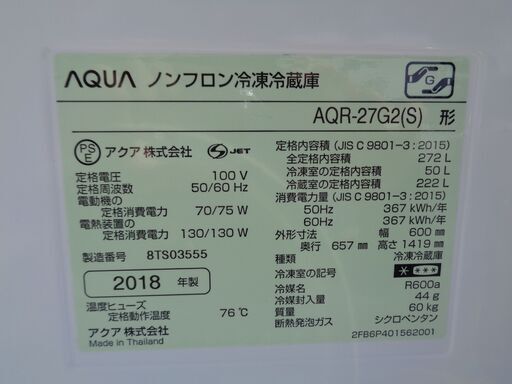 AQUA ノンフロン冷凍冷蔵庫
G
AQR-27G2(S) 形
PS E アクア株式会社 S JET
定格電圧 100 V
定格周波数 50/60 Hz
電動機の
定格消費電力 70/75 W
電熱装置の
定格消費電力 130/130 W
製造番号 8TS03555
2018 年製
温度ヒューズ
定格動作温度 76℃
アクア株式会社
Made in Thailand
定格内容積 (JIS C 9801-3 : 2015)
全定格内容積 272 L
冷凍室の定格内容積 50 L
冷蔵室の定格内容積 222 L
消費電力量 (JIS C 9801-3 : 2015)
50Hz 367 kWh/年
60Hz 367 kWh/年
外形寸法 幅 600 ㎜
奥行 657 ㎜ 高さ 1419 ㎜
種類 冷凍冷蔵庫
冷凍室の記号 * ***
冷媒 R600a
冷媒封入量 44 g
質量 60 kg
断熱発泡ガス シクロペンタン
2FB6P401562001